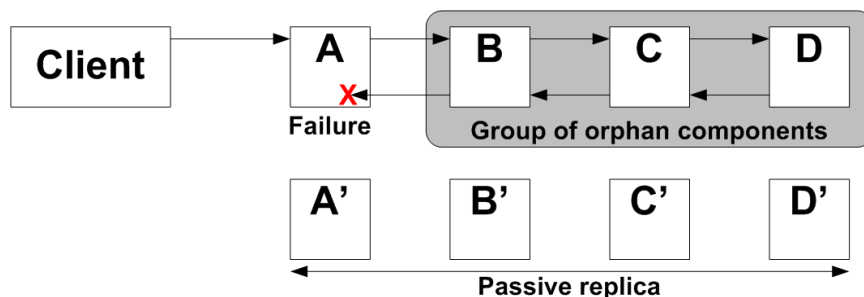 Client
A
B
C
D
X
Failure
Group of orphan components
A’
B’
C’
D’
Passive replica